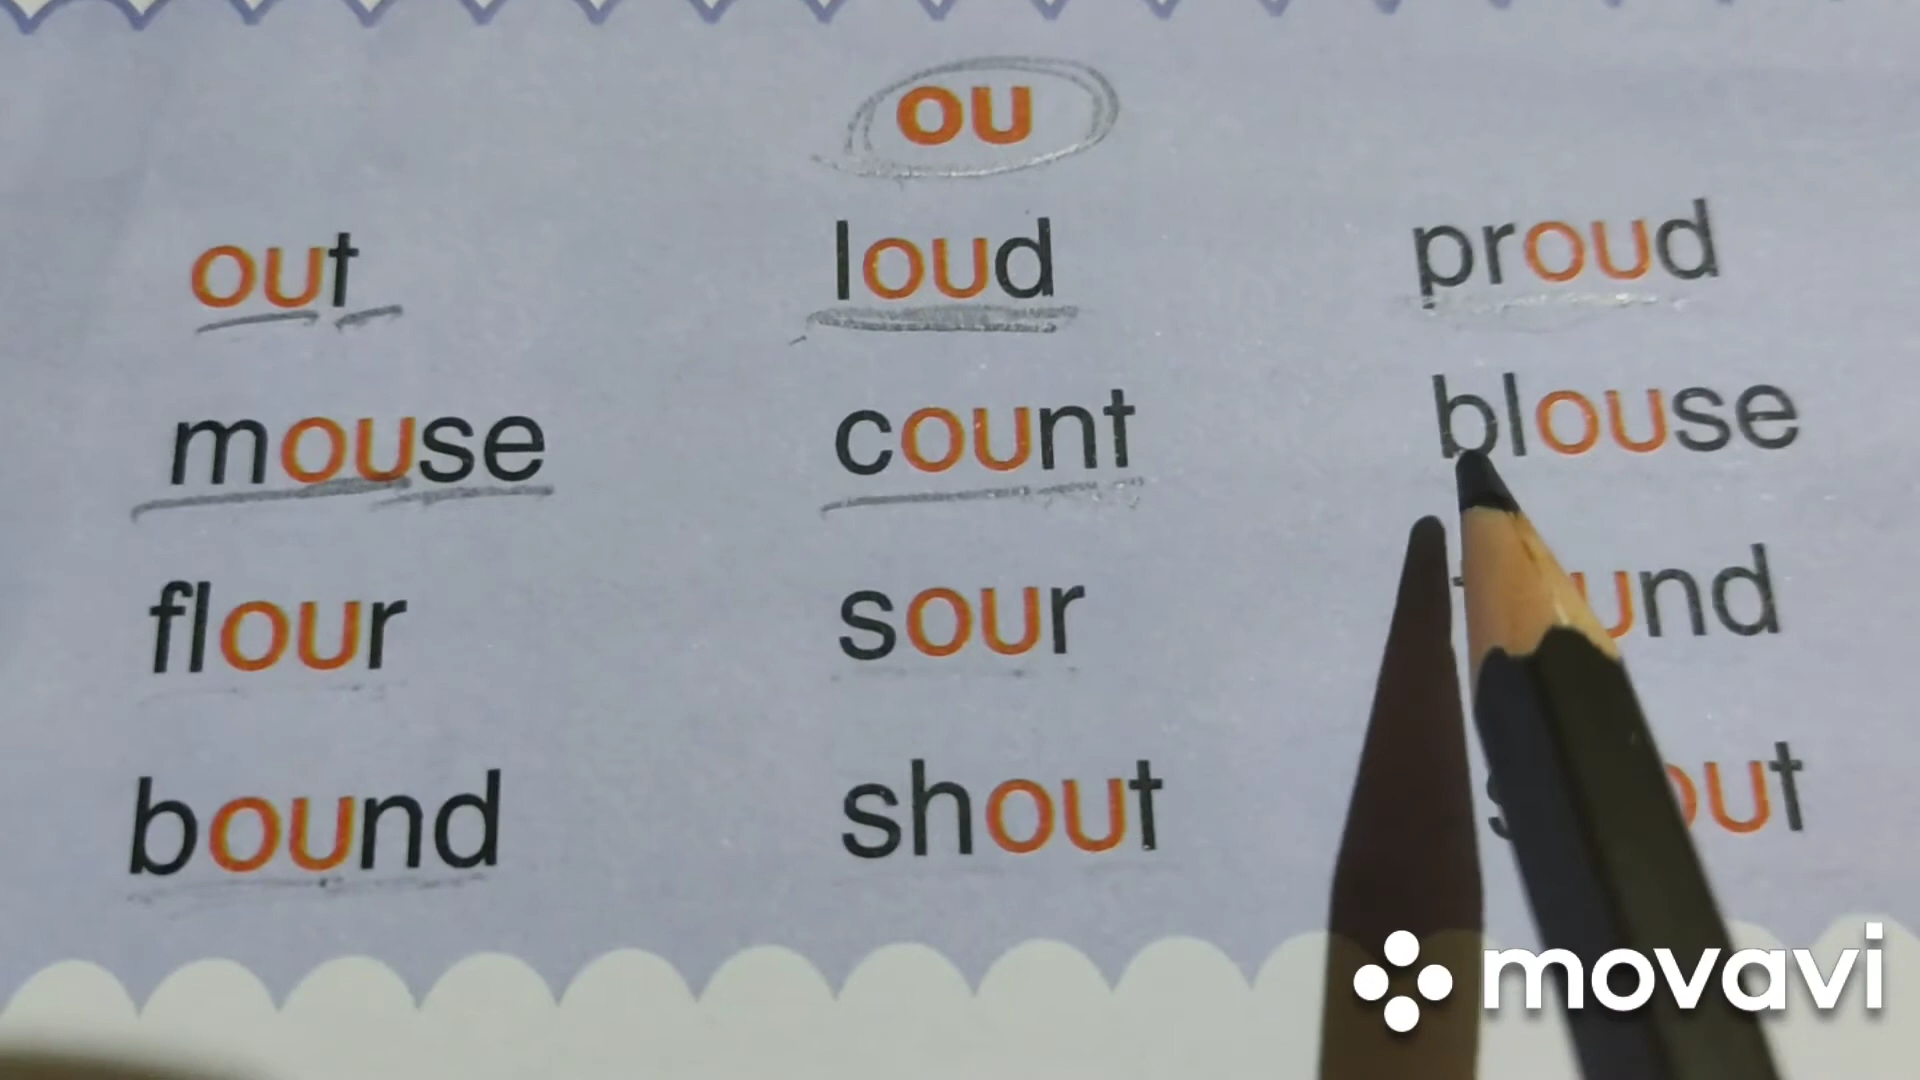 ou
out loud proud
mouse count blouse
flour sour
bound shout
movavi